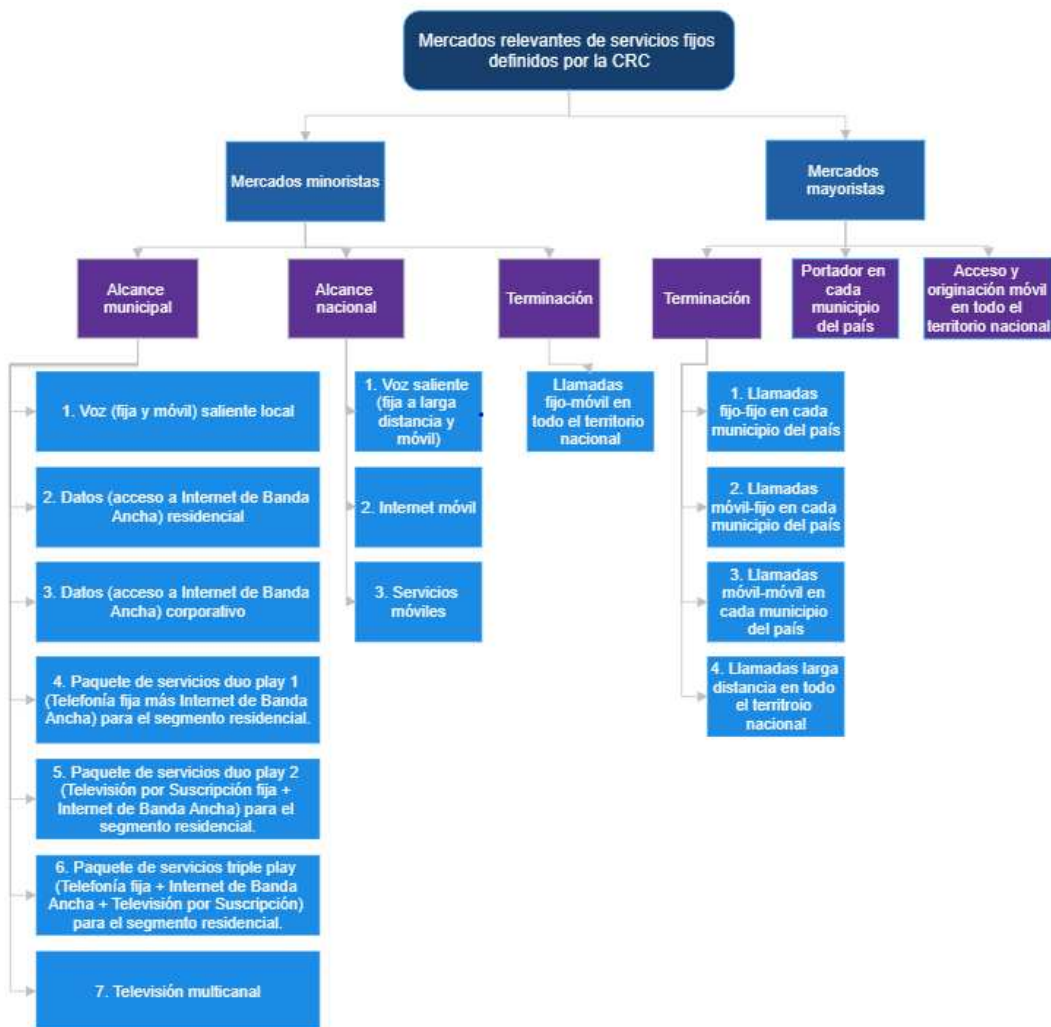 Mercados relevantes de servicios fijos
definidos por la CRC
Mercados minoristas
Mercados
mayoristas
Alcance
municipal
Alcance
nacional
Terminación
Terminación
Portador en
cada
municipio
del país
Acceso y
originación móvil
en todo el
territorio nacional
1. Voz (fija y móvil) saliente local
2. Datos (acceso a Internet de Banda
Ancha) residencial
3. Datos (acceso a Internet de Banda
Ancha) corporativo
4. Paquete de servicios duo play 1
(Telefonía fija más Internet de Banda
Ancha) para el segmento residencial.
5. Paquete de servicios duo play 2
(Televisión por Suscripción fija +
Internet de Banda Ancha) para el
segmento residencial.
6. Paquete de servicios triple play
(Telefonía fija + Internet de Banda
Ancha + Televisión por Suscripción)
para el segmento residencial.
7. Televisión multicanal
1. Voz saliente
(fija a larga
distancia y
móvil)
2. Internet móvil
3. Servicios
móviles
Llamadas
fijo-móvil en
todo el territorio
nacional
1. Llamadas
fijo-fijo en cada
municipio del país
2. Llamadas
móvil-fijo en cada
municipio del país
3. Llamadas
móvil-móvil en
cada municipio
del país
4. Llamadas larga
distancia en todo
el territroio
nacional